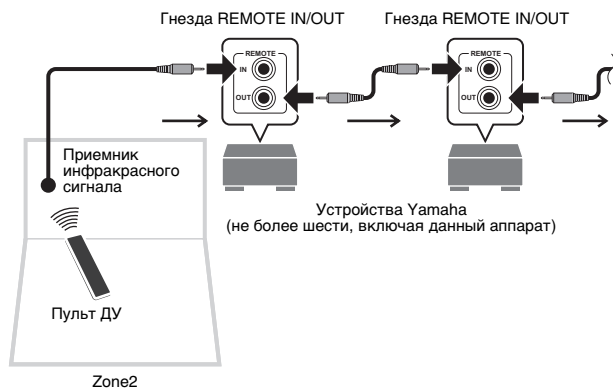 Гнезда REMOTE IN/OUT
Гнезда REMOTE IN/OUT
REMOTE
IN
OUT
REMOTE
IN
OUT
Приемник
инфракрасного
сигнала
Устройства Yamaha
(не более шести, включая данный аппарат)
Пульт ДУ
Zone2